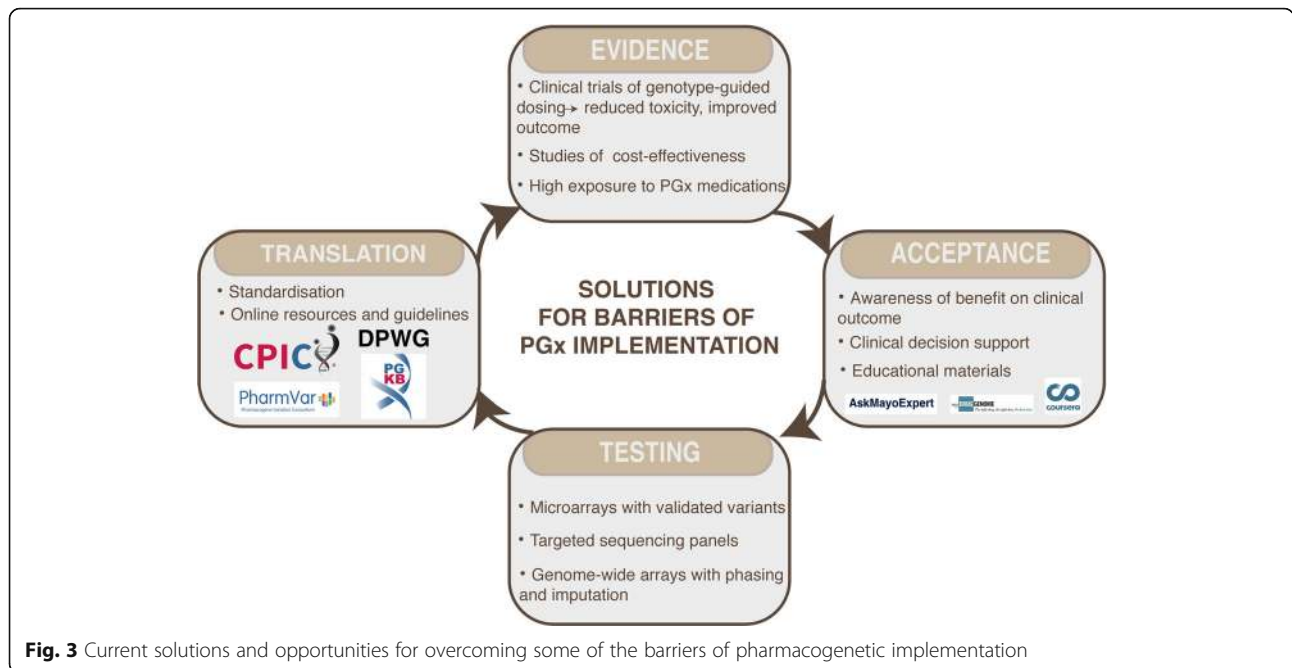 EVIDENCE
• Clinical trials of genotype-guided
dosing→ reduced toxicity, improved
outcome
• Studies of cost-effectiveness
• High exposure to PGx medications
TRANSLATION
• Standardisation
• Online resources and guidelines
CPIC
DPWG
PG
KB
PharmVar
SOLUTIONS
FOR BARRIERS OF
PGx IMPLEMENTATION
ACCEPTANCE
• Awareness of benefit on clinical
outcome
• Clinical decision support
• Educational materials
AskMayoExpert
GENOME
coursera
TESTING
• Microarrays with validated variants
• Targeted sequencing panels
• Genome-wide arrays with phasing
and imputation
Fig. 3 Current solutions and opportunities for overcoming some of the barriers of pharmacogenetic implementation